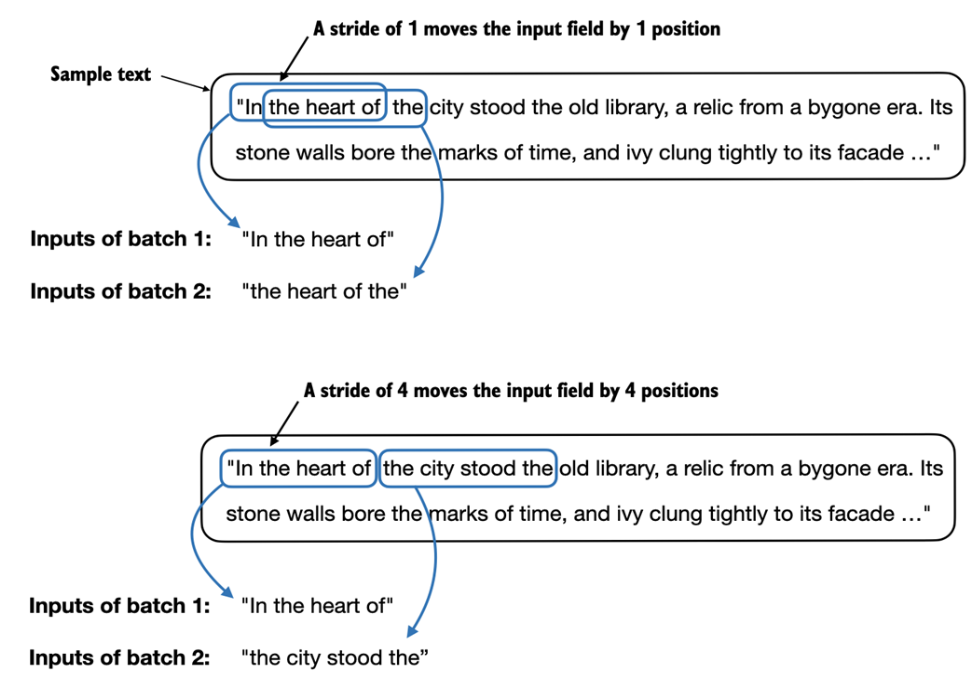 A stride of 1 moves the input field by 1 position
Sample text
"In the heart of the city stood the old library, a relic from a bygone era. Its
stone walls bore the marks of time, and ivy clung tightly to its facade ..."
Inputs of batch 1: "In the heart of"
Inputs of batch 2: "the heart of the"
A stride of 4 moves the input field by 4 positions
"In the heart of the city stood the old library, a relic from a bygone era. Its
stone walls bore the marks of time, and ivy clung tightly to its facade ..."
Inputs of batch 1: "In the heart of"
Inputs of batch 2: "the city stood the”